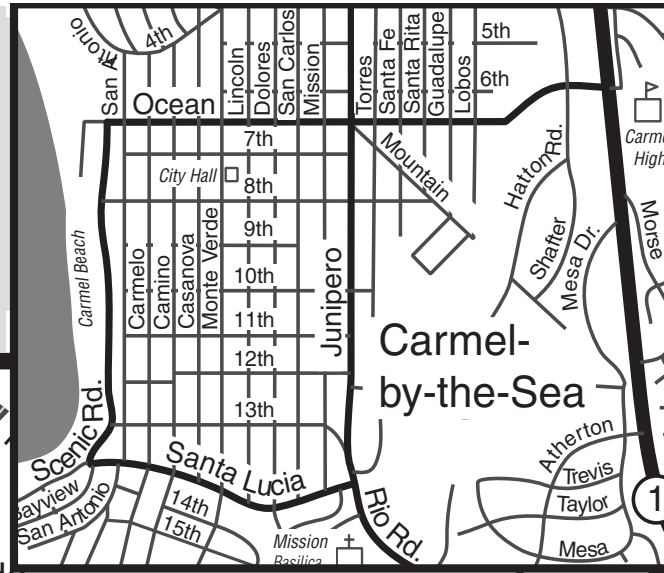 San Antonio
4th
Ocean
Lincoln
Dolores
San Carlos
Mission
Torres
Santa Fe
Santa Rita
Guadalupe
Lobos
5th
6th
7th
City Hall
8th
9th
10th
11th
12th
13th
Mountain
Hatton Rd.
Shafter
Mesa Dr.
Morse
High
Carmel Beach
Carmelo
Camino
Casanova
Monte Verde
Junipero
Carmel-
by-the-Sea
Scenic Rd.
Santa Lucia
Bayview
San Antonio
14th
15th
Mission
Basilica
Rio Rd.
Atherton
Trevis
Taylor
Mesa
1